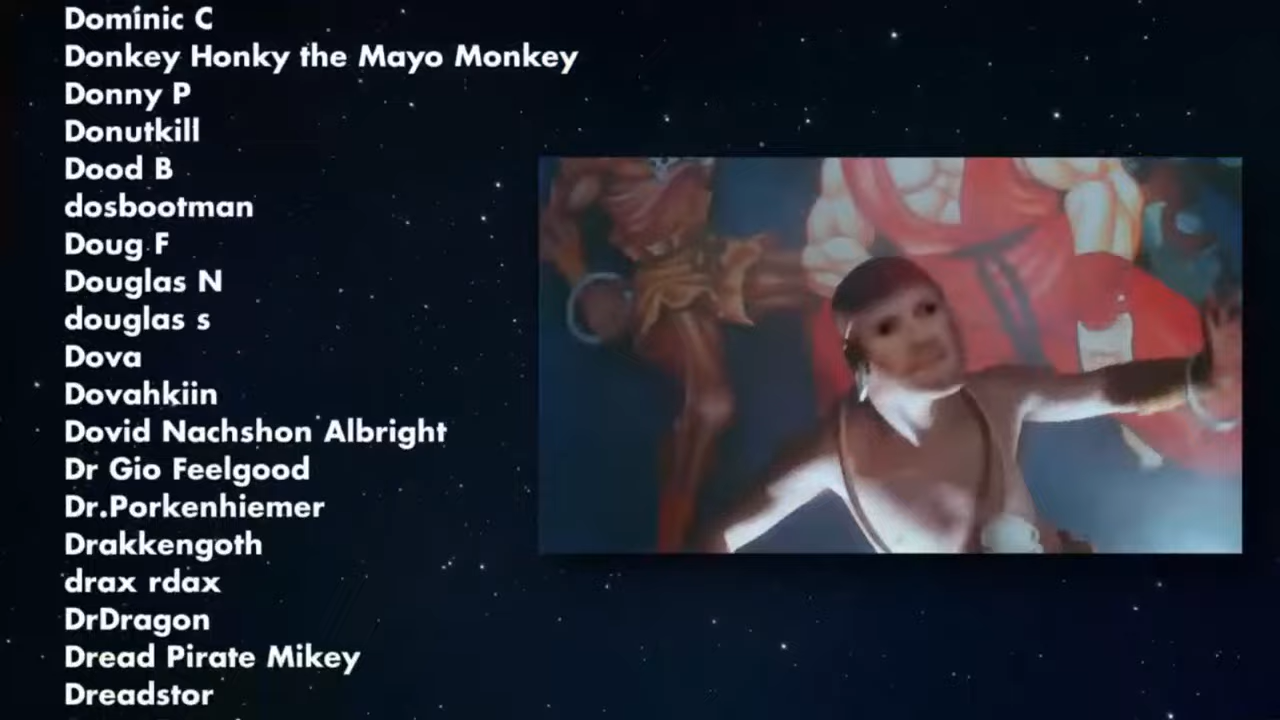 Dominic C
Donkey Honky the Mayo Monkey
Donny P
Donutkill
Dood B
dosbootman
Doug F
Douglas N
douglas s
Dova
Dovahkiin
Dovid Nachshon Albright
Dr Gio Feelgood
Dr.Porkenhiemer
Drakkengoth
drax rdax
DrDragon
Dread Pirate Mikey
Dreadstor